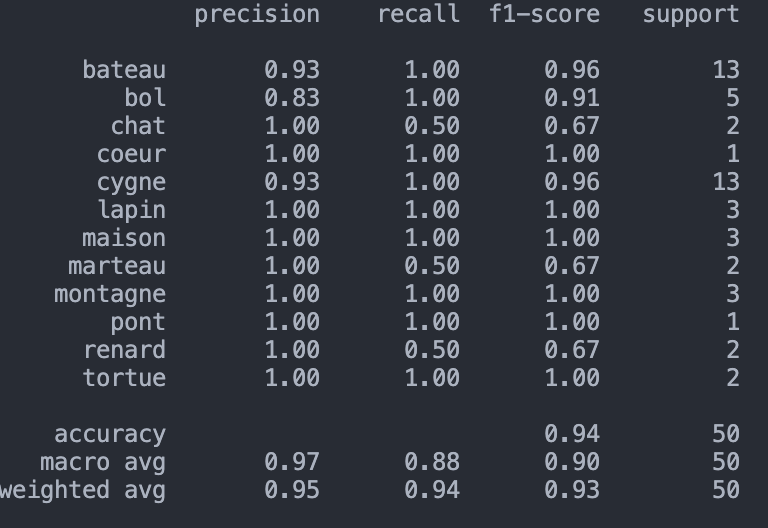 precision recall f1-score support
bateau 0.93 1.00 0.96 13
bol 0.83 1.00 0.91 5
chat 1.00 0.50 0.67 2
coeur 1.00 1.00 1.00 1
cygne 0.93 1.00 0.96 13
lapin 1.00 1.00 1.00 3
maison 1.00 1.00 1.00 3
marteau 1.00 0.50 0.67 2
montagne 1.00 1.00 1.00 3
pont 1.00 1.00 1.00 1
renard 1.00 0.50 0.67 2
tortue 1.00 1.00 1.00 2
accuracy 0.94 50
macro avg 0.97 0.88 0.90 50
weighted avg 0.95 0.94 0.93 50